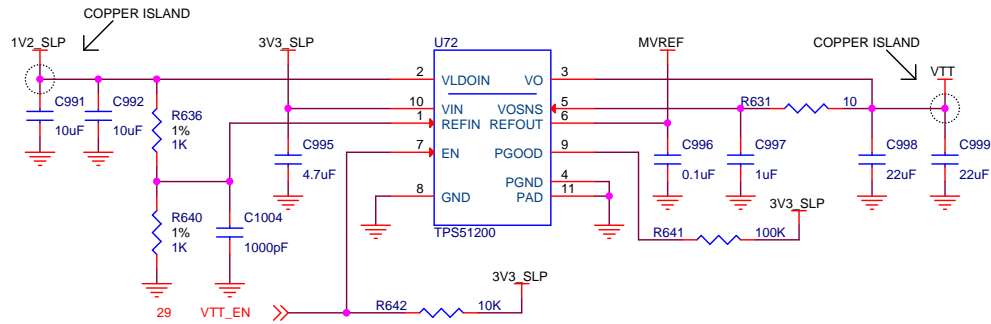 COPPER ISLAND
1V2_SLP
3V3_SLP
U72
MVREF
COPPER ISLAND
VTT
2
VLDOIN
VO
3
C991
10uF
C992
10uF
R636
1%
1K
10
VIN
VOSNS
5
R631
10
1
REFIN
REFOUT
6
7
EN
PGOOD
9
C995
4.7uF
C996
0.1uF
C997
1uF
C998
22uF
C999
22uF
8
GND
PGND
4
PAD
11
TPS51200
R640
1%
1K
C1004
1000pF
3V3_SLP
R641
100K
3V3_SLP
29
VTT_EN
R642
10K